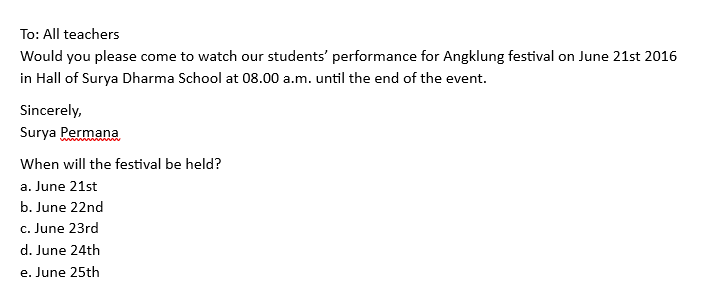 To: All teachers
Would you please come to watch our students’ performance for Angklung festival on June 21st 2016
in Hall of Surya Dharma School at 08.00 a.m. until the end of the event.
Sincerely,
Surya Permana
When will the festival be held?
a. June 21st
b. June 22nd
c. June 23rd
d. June 24th
e. June 25th